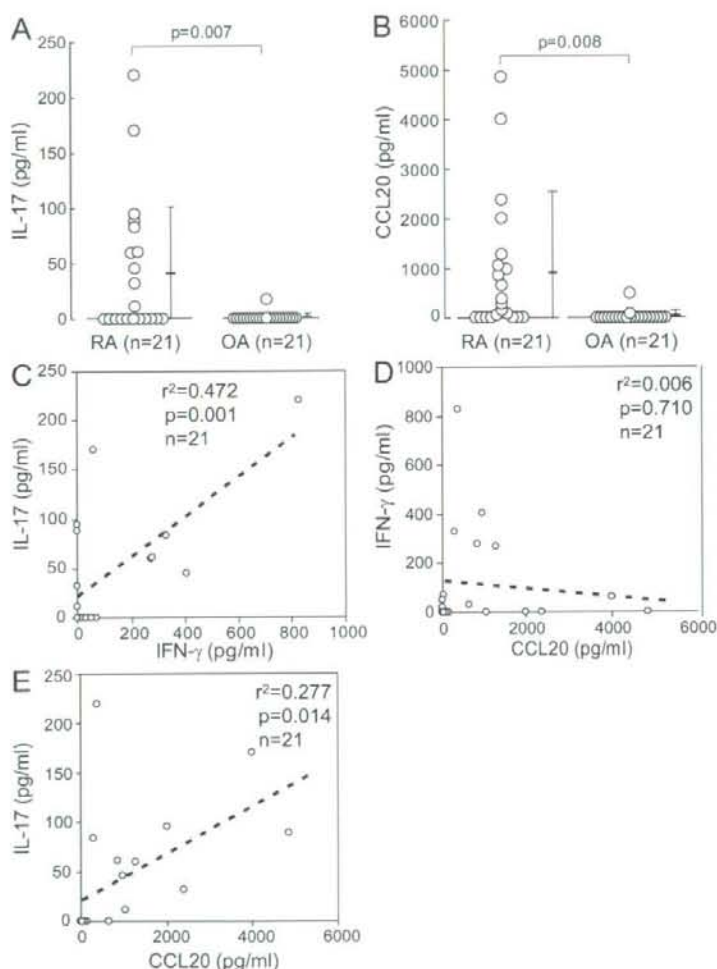 A
p=0.007
250
200
150
100
50
0
IL-17 (pg/ml)
RA (n=21)
OA (n=21)
B
p=0.008
6000
5000
4000
3000
2000
1000
0
CCL20 (pg/ml)
RA (n=21)
OA (n=21)
C
r²=0.472
p=0.001
n=21
250
200
150
100
50
0
IL-17 (pg/ml)
0 200 400 600 800 1000
IFN-γ (pg/ml)
D
r²=0.006
p=0.710
n=21
1000
800
600
400
200
0
IFN-γ (pg/ml)
0 2000 4000 6000
CCL20 (pg/ml)
E
r²=0.277
p=0.014
n=21
250
200
150
100
50
0
IL-17 (pg/ml)
0 2000 4000 6000
CCL20 (pg/ml)